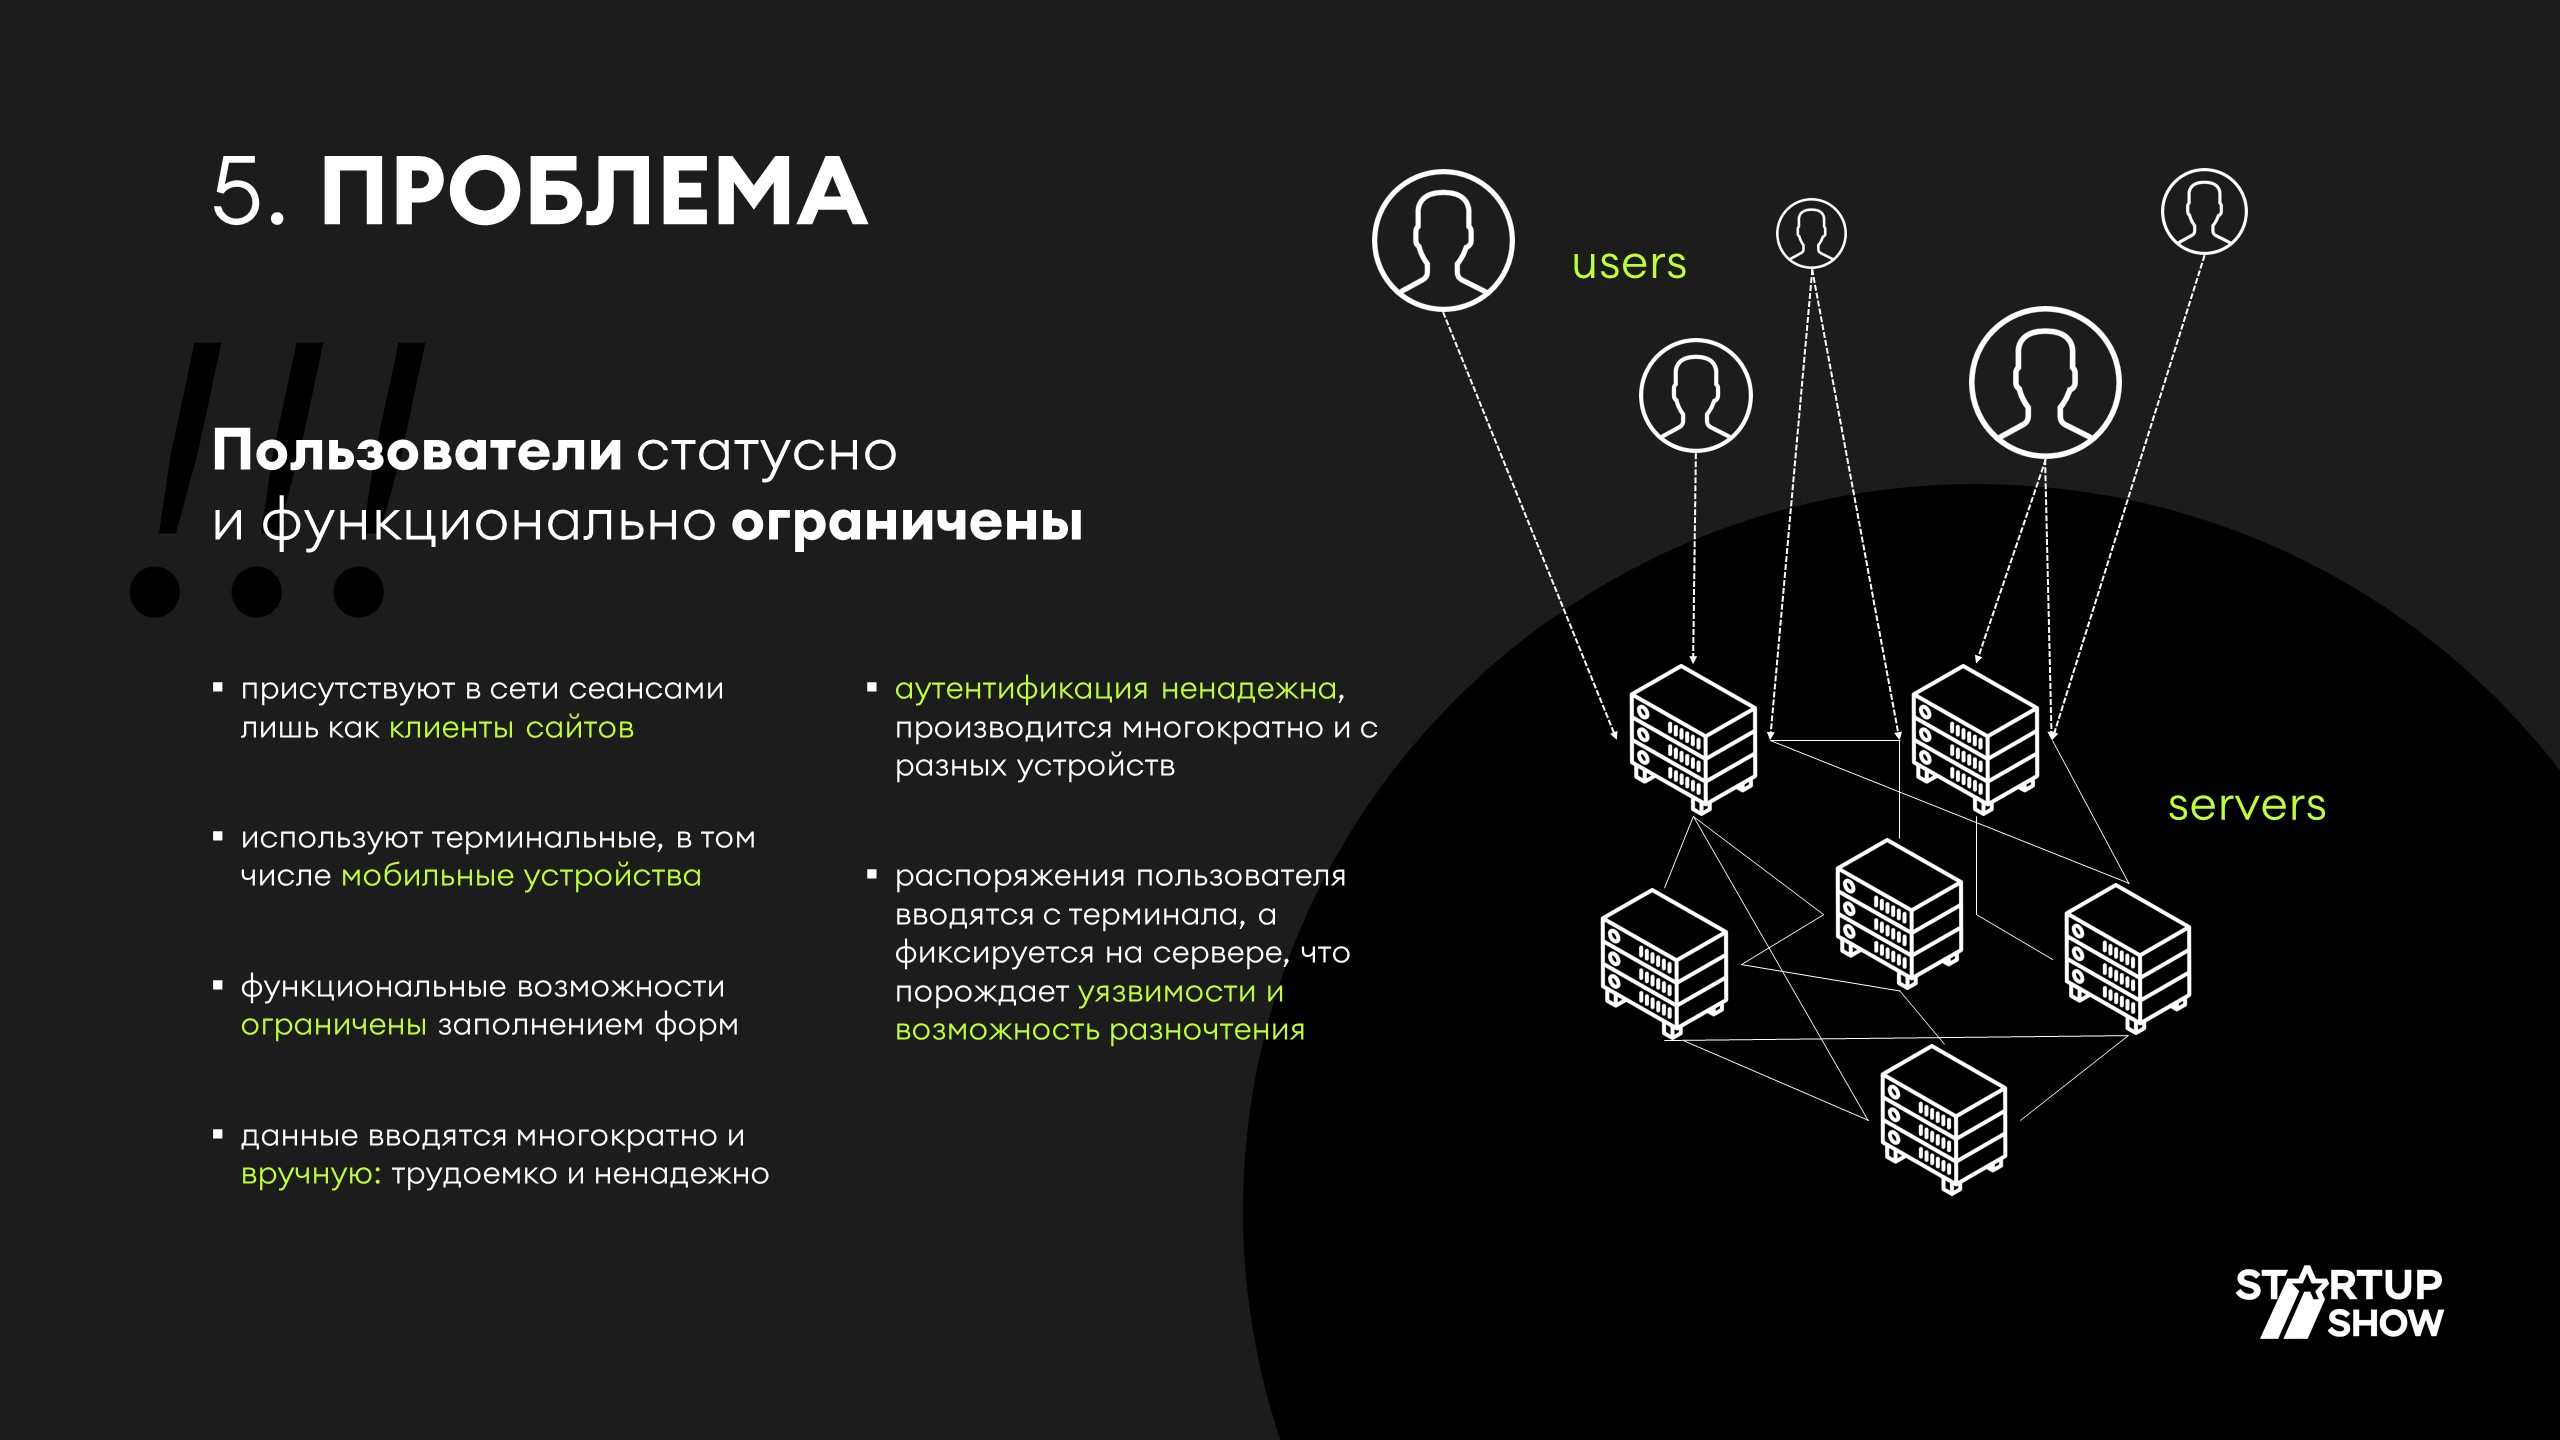 5. ПРОБЛЕМА
!!!
Пользователи статусно
и функционально ограничены
▪ присутствуют в сети сеансами
лишь как клиенты сайтов
▪ используют терминальные, в том
числе мобильные устройства
▪ функциональные возможности
ограничены заполнением форм
▪ данные вводятся многократно и
вручную: трудоемко и ненадежно
▪ аутентификация ненадежна,
производится многократно и с
разных устройств
▪ распоряжения пользователя
вводятся с терминала, а
фиксируется на сервере, что
порождает уязвимости и
возможность разночтения
users
servers
STARTUP
SHOW